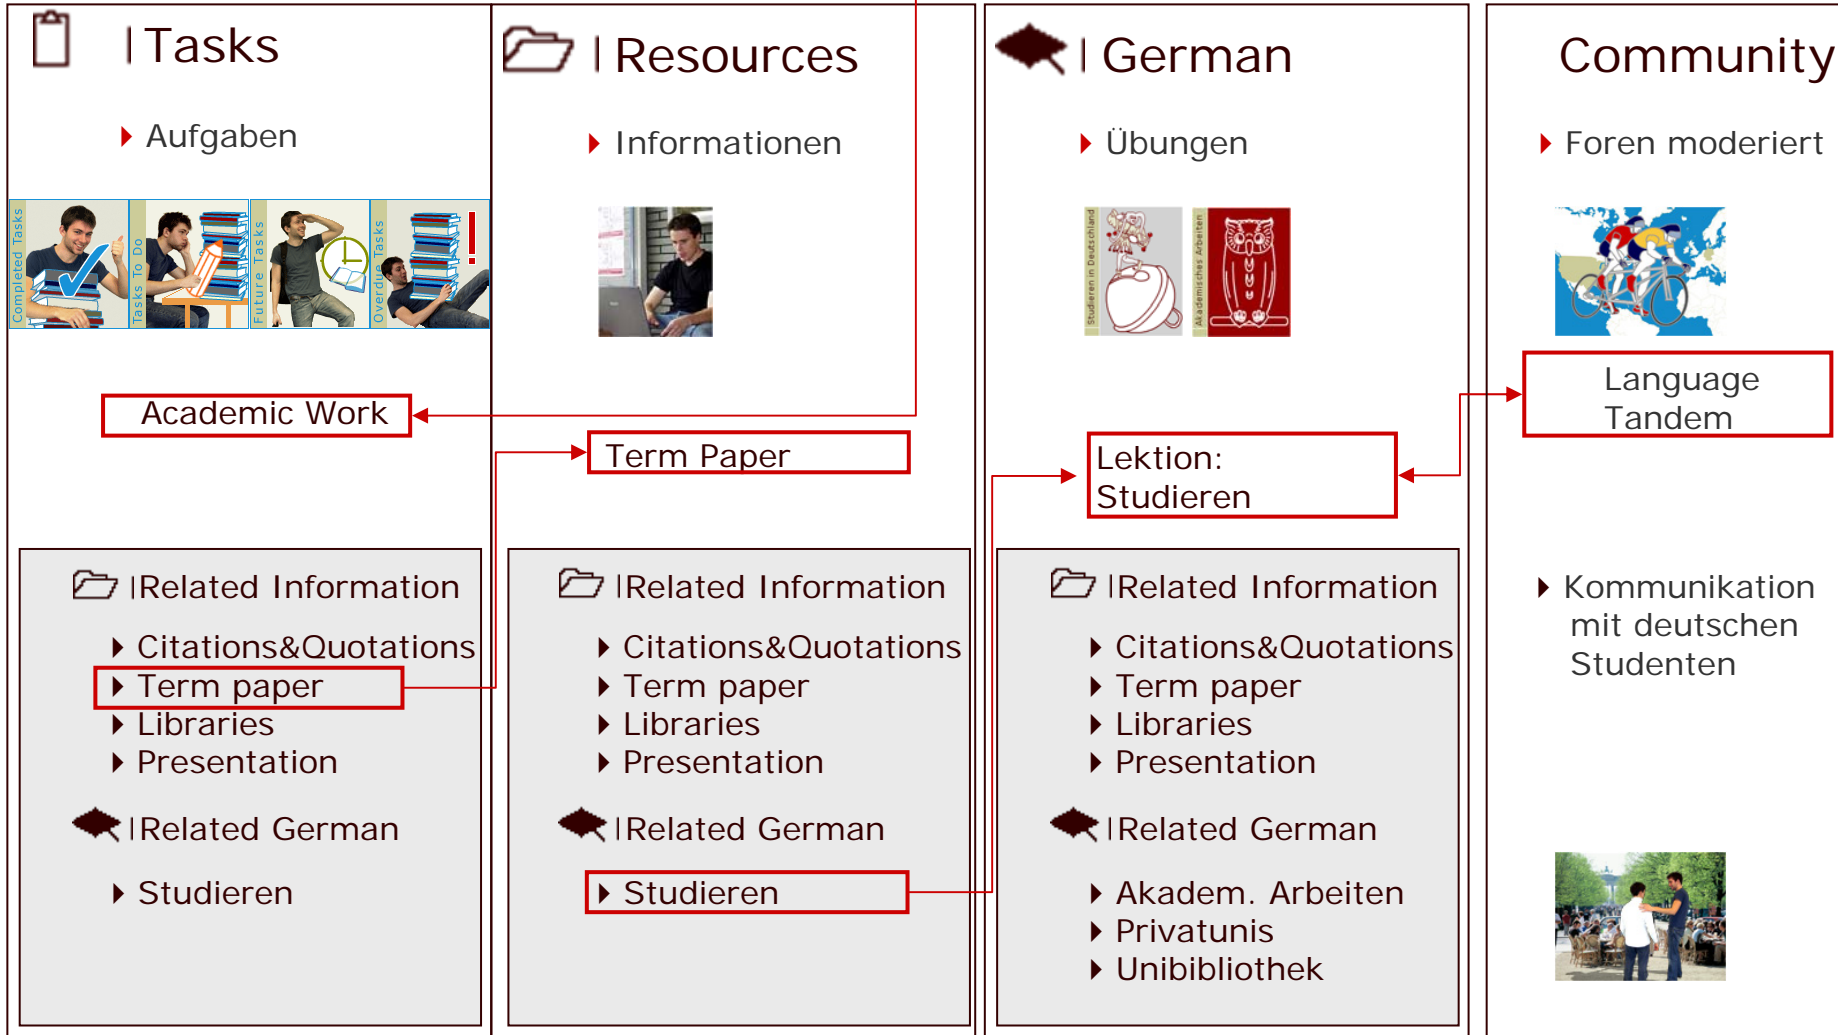 Tasks
Aufgaben
Completed Tasks
Tasks To Do
Future Tasks
Overdue Tasks
Academic Work
Related Information
Citations&Quotations
Term paper
Libraries
Presentation
Related German
Studieren
Resources
Informationen
Term Paper
Related Information
Citations&Quotations
Term paper
Libraries
Presentation
Related German
Studieren
German
Übungen
Studieren in Deutschland
Akademisches Arbeiten
Lektion:
Studieren
Related Information
Citations&Quotations
Term paper
Libraries
Presentation
Related German
Akadem. Arbeiten
Privatunis
Unibibliothek
Community
Foren moderiert
Language
Tandem
Kommunikation
mit deutschen
Studenten